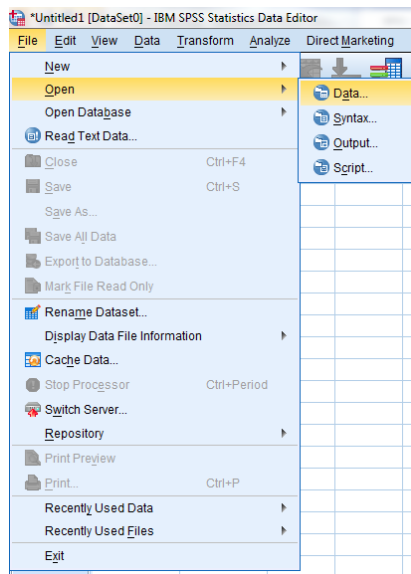 *Untitled1 [DataSet0] - IBM SPSS Statistics Data Editor
File Edit View Data Transform Analyze Direct Marketing
New
Open
Data...
Open Database
Syntax...
Read Text Data...
Output...
Close Ctrl+F4
Script...
Save Ctrl+S
Save As...
Save All Data
Export to Database...
Mark File Read Only
Rename Dataset...
Display Data File Information
Cache Data...
Stop Processor Ctrl+Period
Switch Server...
Repository
Print Preview
Print... Ctrl+P
Recently Used Data
Recently Used Files
Exit